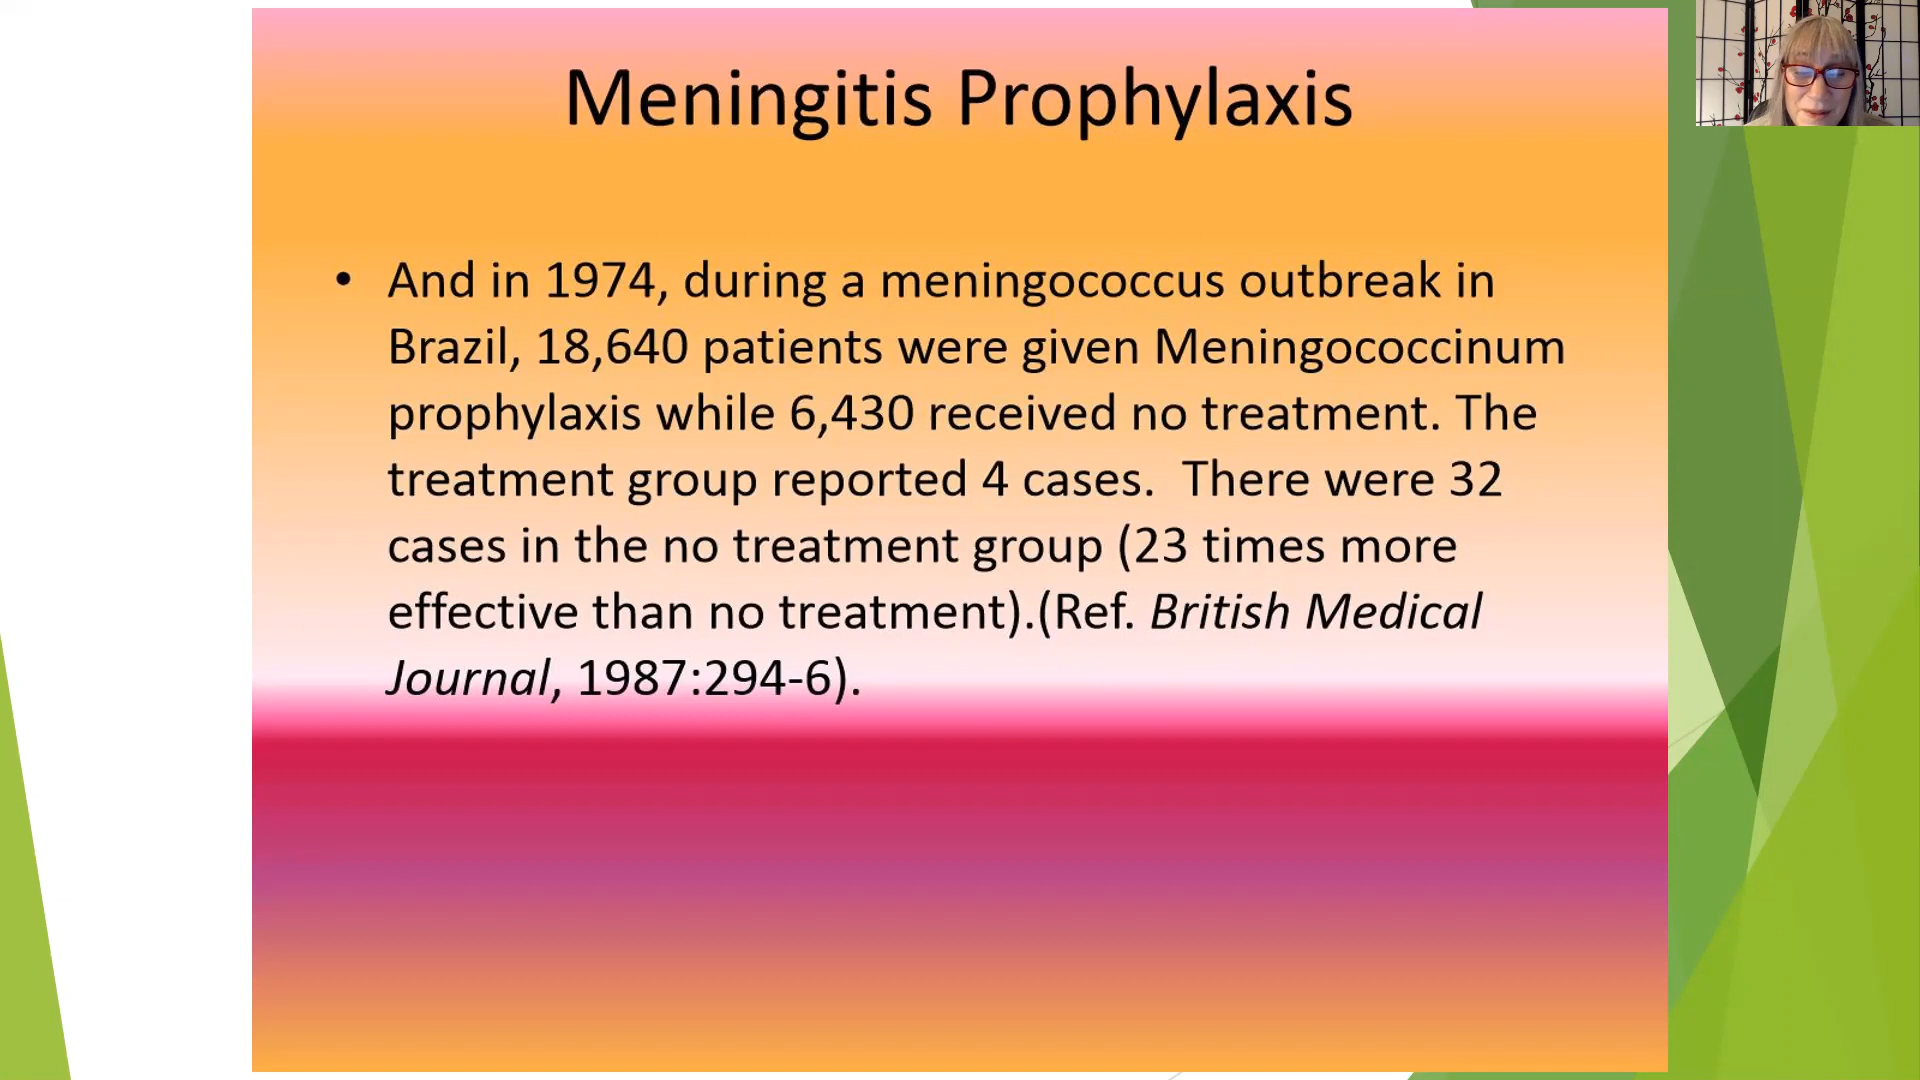 Meningitis Prophylaxis
• And in 1974, during a meningococcus outbreak in
Brazil, 18,640 patients were given Meningococcinum
prophylaxis while 6,430 received no treatment. The
treatment group reported 4 cases.  There were 32
cases in the no treatment group (23 times more
effective than no treatment).(Ref. British Medical
Journal, 1987:294-6).